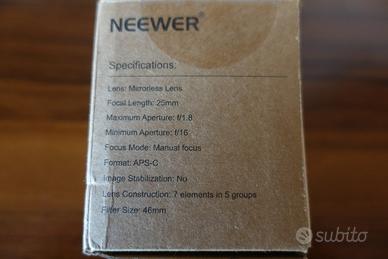 NEEWER®
Specifications:
Lens: Microrless Lens
Focal Length: 25mm
Maximum Aperture: f/1.8
Minimum Aperture: f/16
Focus Mode: Manual focus
Format: APS-C
Image Stabilization: No
Lens Construction: 7 elements in 5 groups
Filter Size: 46mm
subito